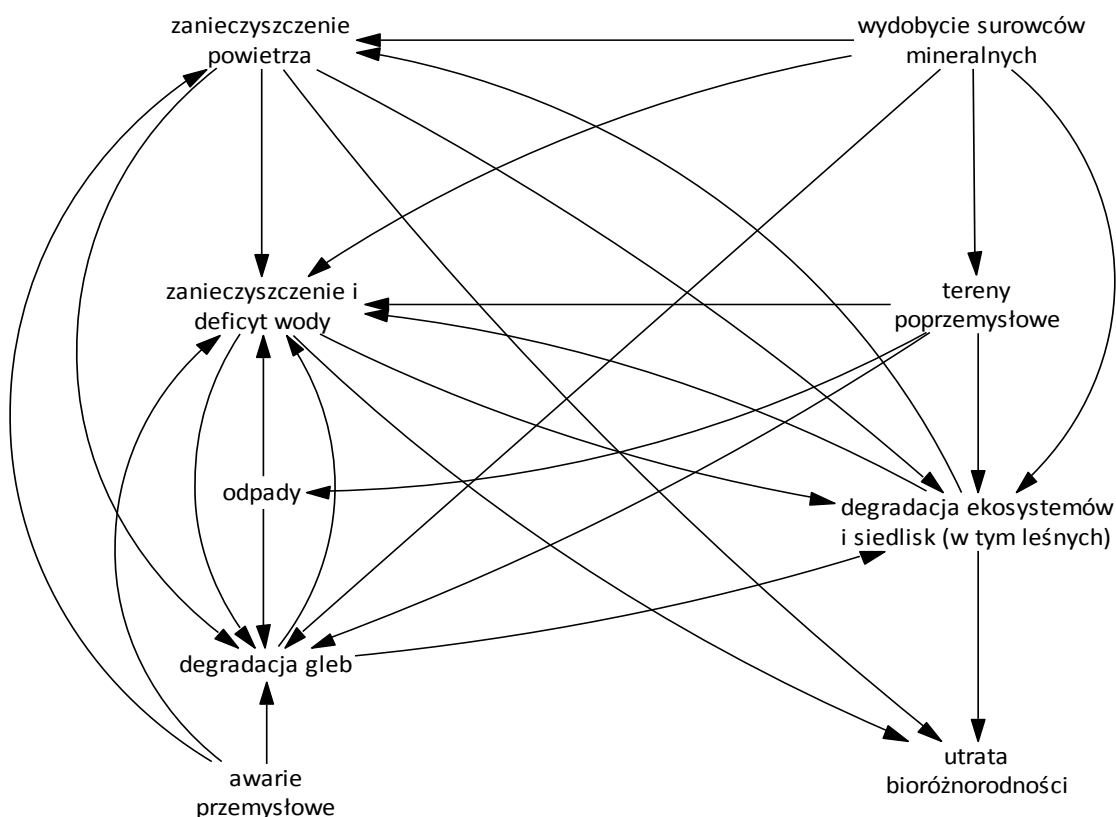 zanieczyszczenie
powietrza
wydobycie surowców
mineralnych
zanieczyszczenie i
deficyt wody
tereny
poprzemysłowe
odpady
degradacja ekosystemów
i siedlisk (w tym leśnych)
degradacja gleb
utrata
bioróżnorodności
awarie
przemysłowe